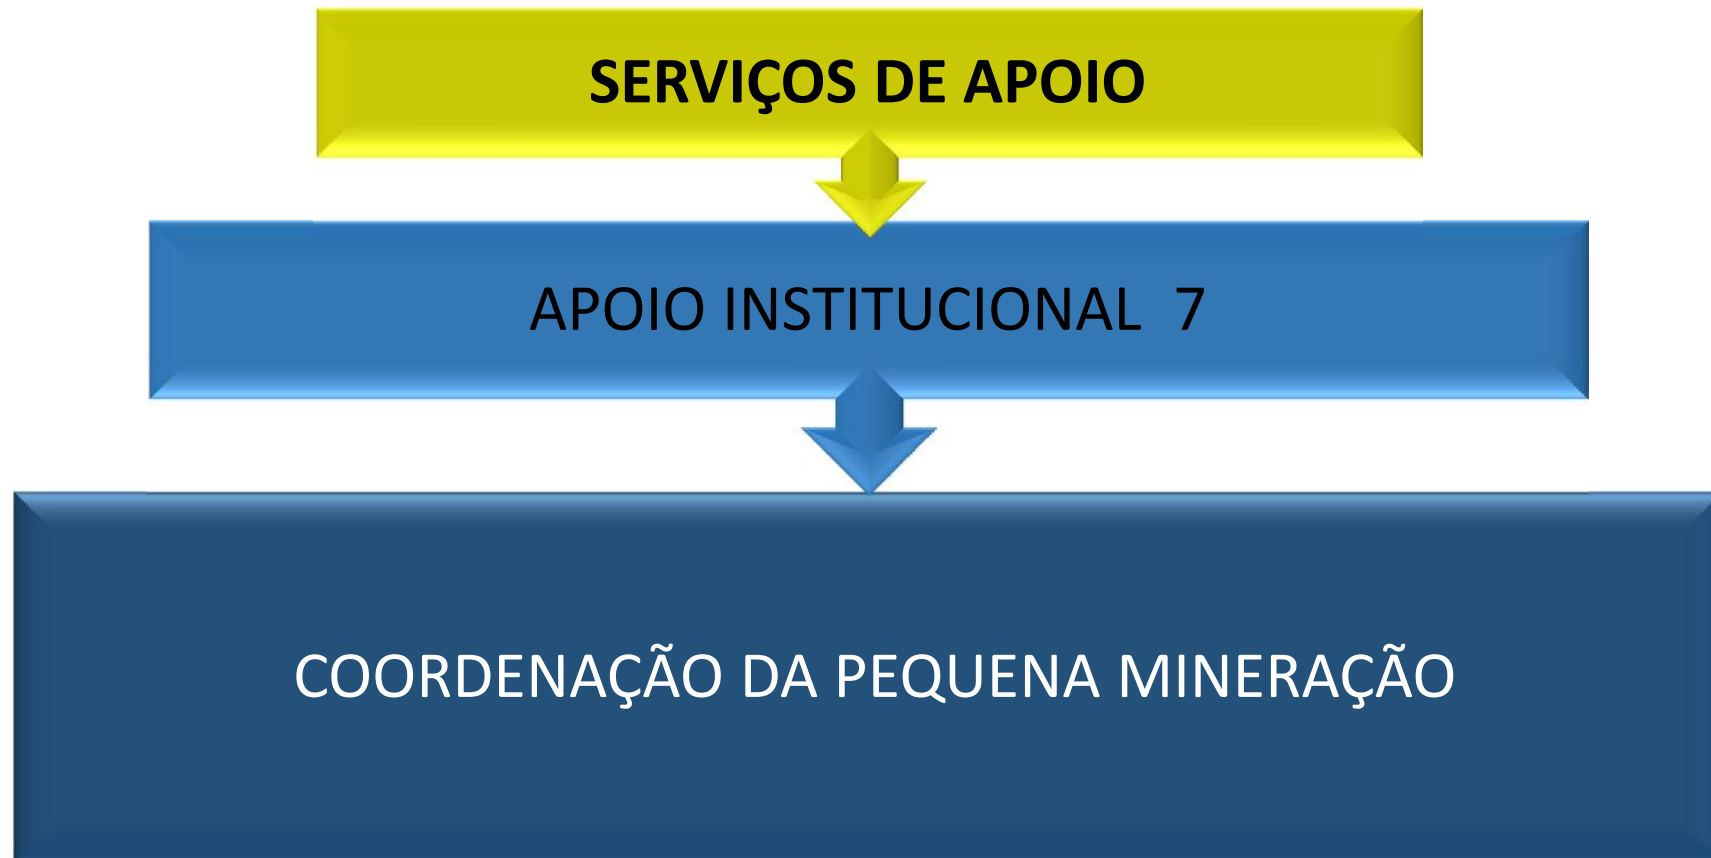 SERVIÇOS DE APOIO
APOIO INSTITUCIONAL  7
COORDENAÇÃO DA PEQUENA MINERAÇÃO